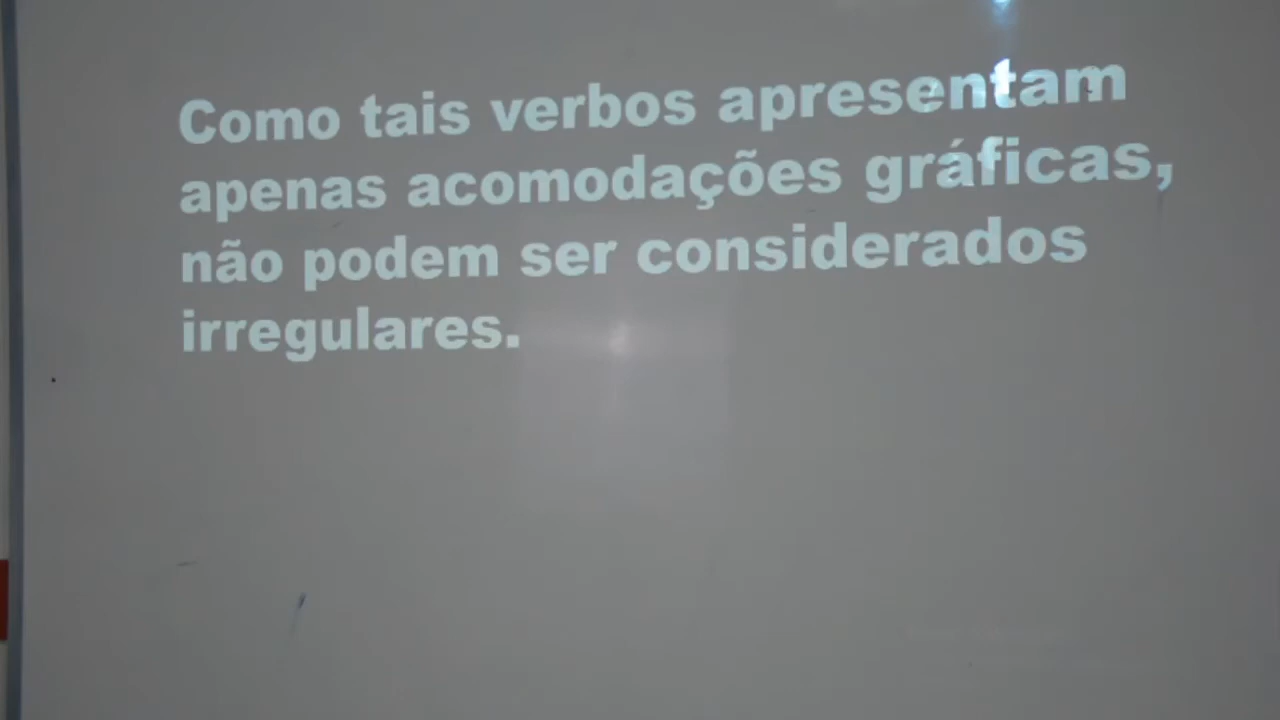 Como tais verbos apresentam
apenas acomodações gráficas,
não podem ser considerados
irregulares.